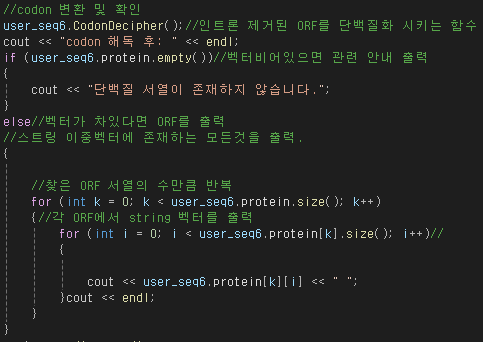 //codon 변환 및 확인
user_seq6.CodonDecipher();//인트론 제거된 ORF를 단백질화 시키는 함수
cout << "codon 해독 후: " << endl;
if (user_seq6.protein.empty())//벡터비어있으면 관련 안내 출력
{
cout << "단백질 서열이 존재하지 않습니다.";
}
else//벡터가 차있다면 ORF를 출력
//스트링 이중벡터에 존재하는 모든것을 출력.
{
//찾은 ORF 서열의 수만큼 반복
for (int k = 0; k < user_seq6.protein.size(); k++)
{//각 ORF에서 string 벡터를 출력
for (int i = 0; i < user_seq6.protein[k].size(); i++)//
{
cout << user_seq6.protein[k][i] << " ";
}cout << endl;
}
}